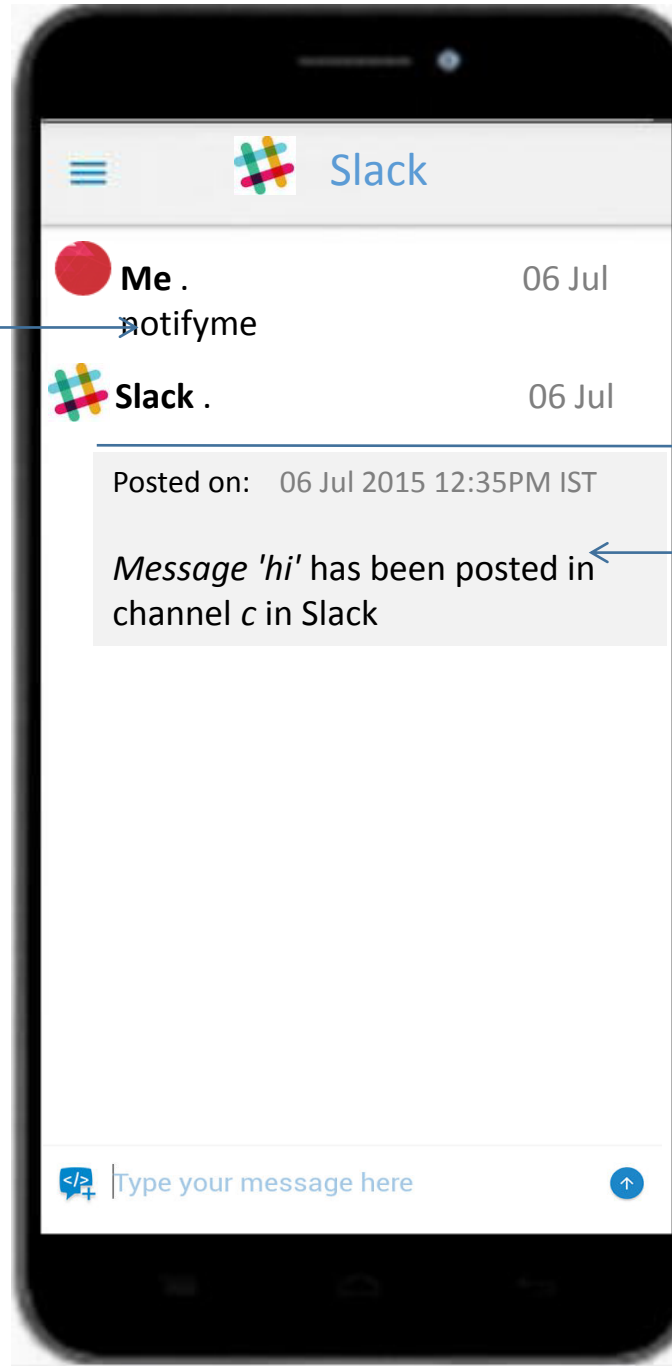 Slack
Me . 06 Jul
notifyme
Slack . 06 Jul
Posted on: 06 Jul 2015 12:35PM IST
Message 'hi' has been posted in
channel c in Slack
</> + Type your message here